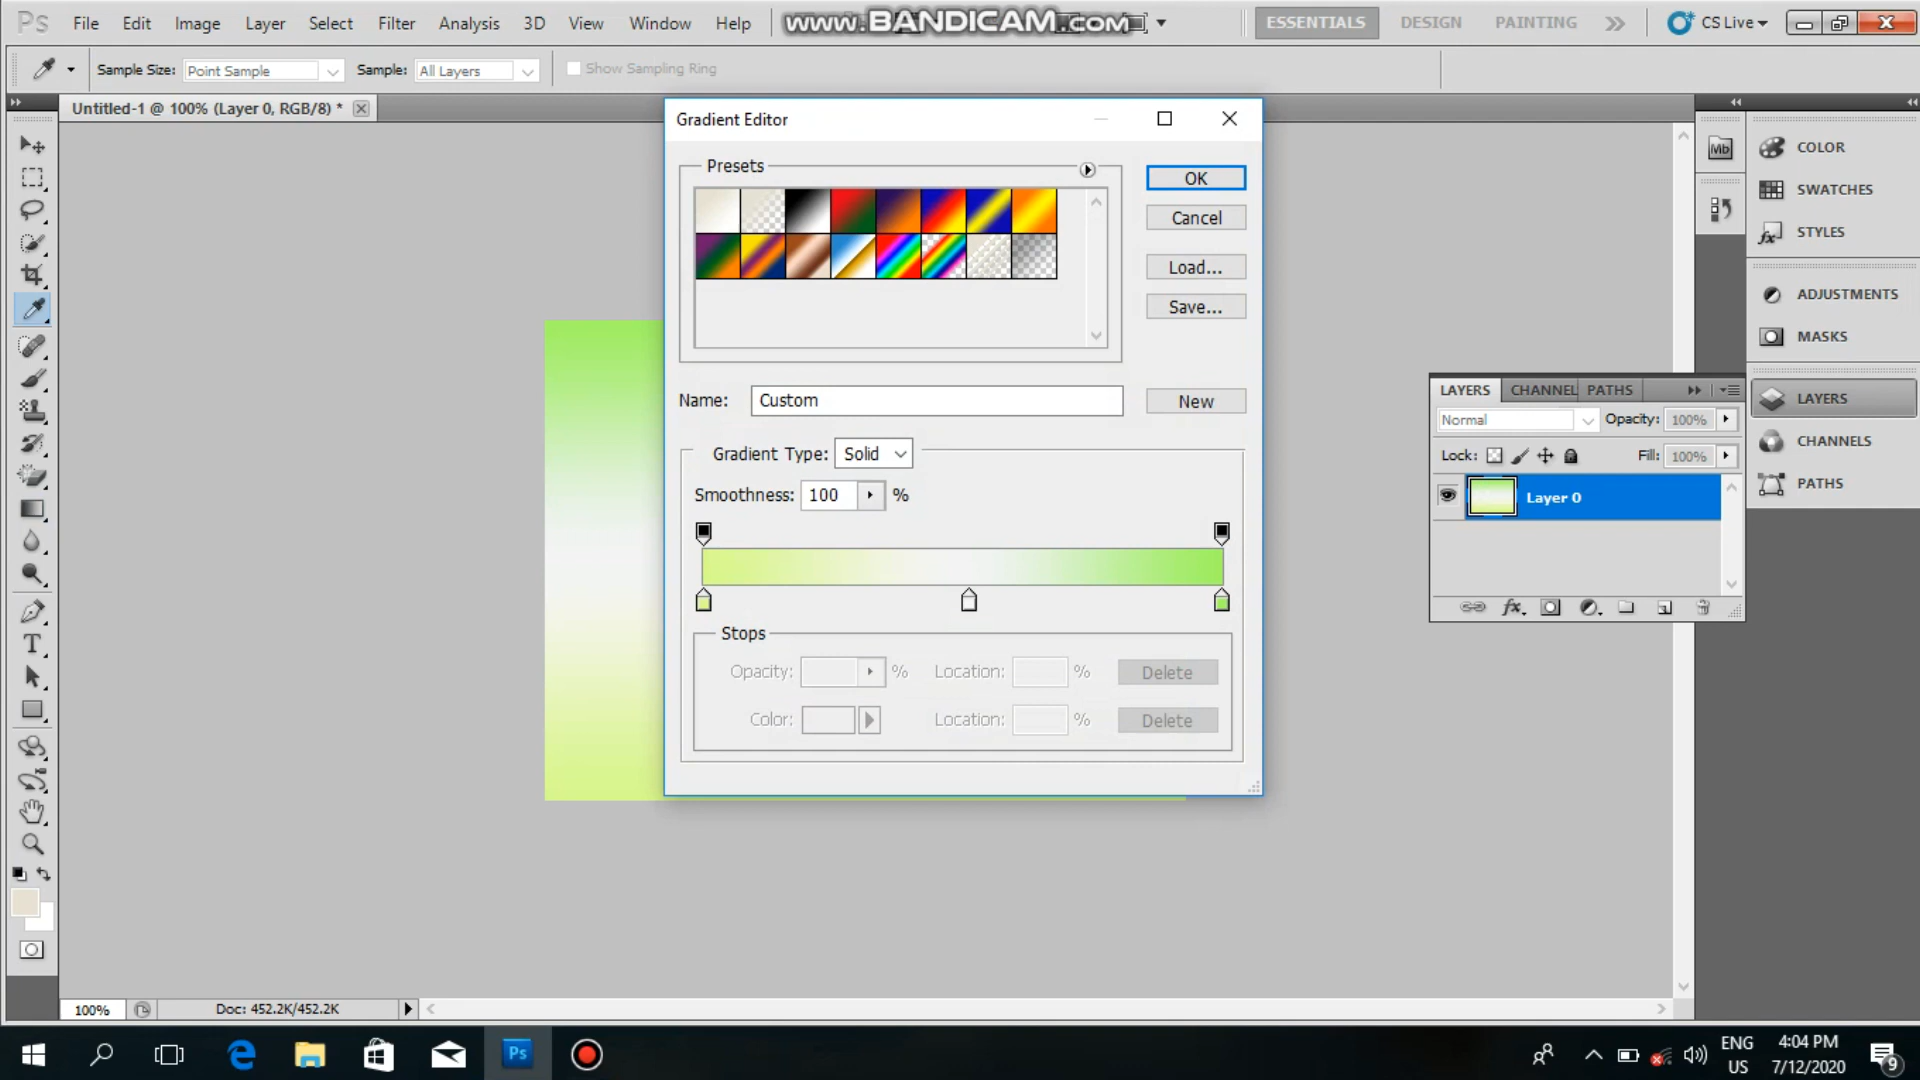 Ps File Edit Image Layer Select Filter Analysis 3D View Window Help www.BANDICAM.com ESSENTIALS DESIGN PAINTING CS Live
Sample Size: Point Sample Sample: All Layers Show Sampling Ring
Untitled-1 @ 100% (Layer 0, RGB/8) *
Gradient Editor
Presets
OK
Cancel
Load...
Save...
Name: Custom New
Gradient Type: Solid
Smoothness: 100 %
Stops
Opacity: % Location: % Delete
Color: % Location: % Delete
Mb
COLOR
SWATCHES
STYLES
ADJUSTMENTS
MASKS
LAYERS
CHANNELS
PATHS
LAYERS CHANNEL PATHS
Normal Opacity: 100%
Lock: Fill: 100%
Layer 0
fx
T
100% Doc: 452.2K/452.2K
Ps
ENG
US
4:04 PM
7/12/2020
9